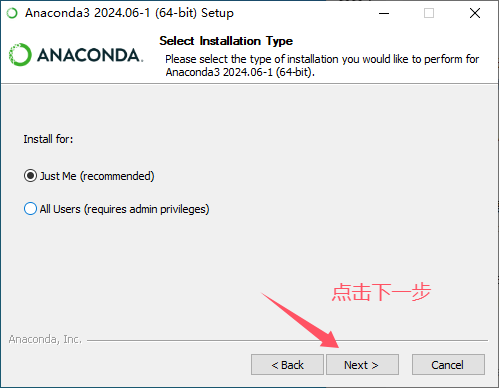 Anaconda3 2024.06-1 (64-bit) Setup
ANACONDA.
Select Installation Type
Please select the type of installation you would like to perform for
Anaconda3 2024.06-1 (64-bit).
Install for:
Just Me (recommended)
All Users (requires admin privileges)
点击下一步
Anaconda, Inc.
< Back
Next >
Cancel